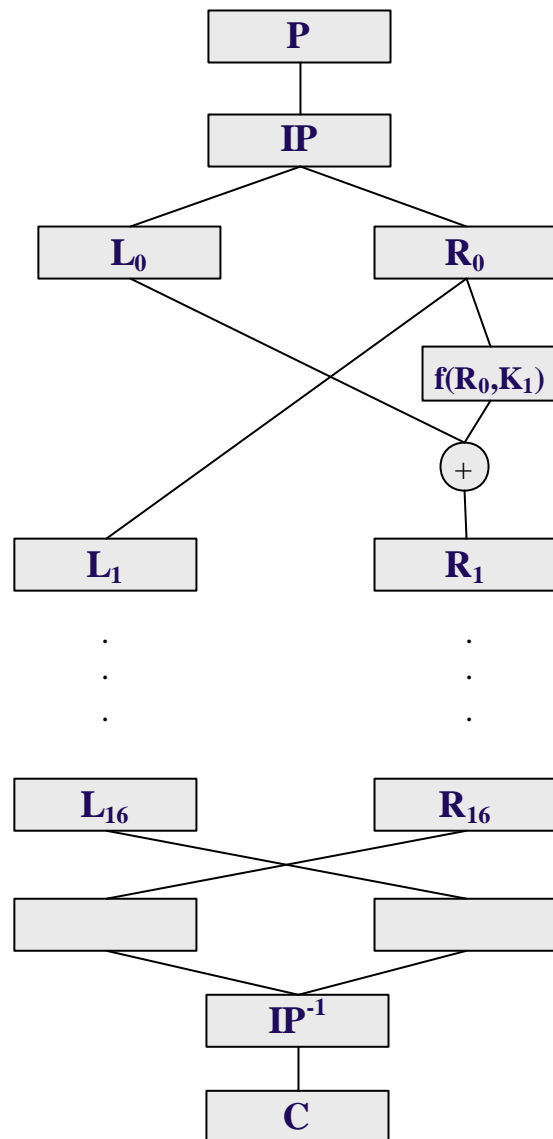 P
IP
L₀ R₀
f(R₀,K₁)
+
L₁ R₁
. .
. .
. .
L₁₆ R₁₆
IP⁻¹
C